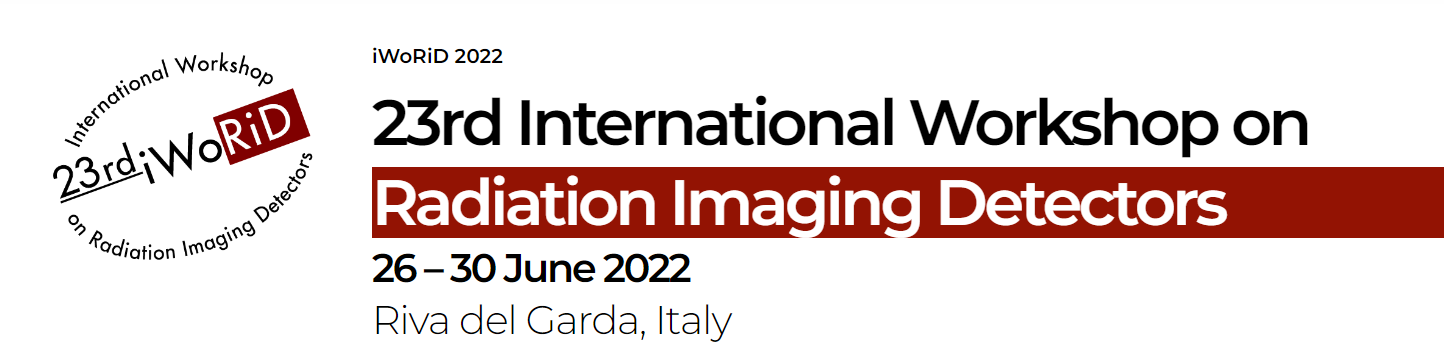 International Workshop
23rd iWoRiD
on Radiation Imaging Detectors
iWoRiD 2022
23rd International Workshop on
Radiation Imaging Detectors
26 – 30 June 2022
Riva del Garda, Italy